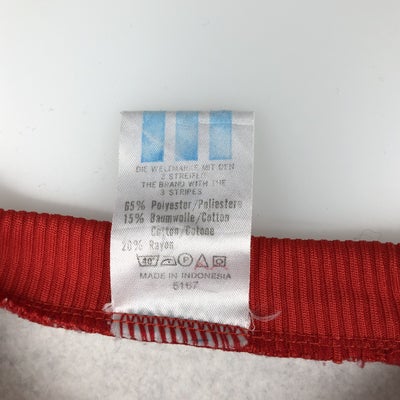 DIE WELTMARKE MIT DEN
3 STREIFEN
THE BRAND WITH THE
3 STRIPES
65% Polyester/Poliestere
15% Baumwolle/Cotton
Cotton/Cotone
20% Rayon
MADE IN INDONESIA
5167